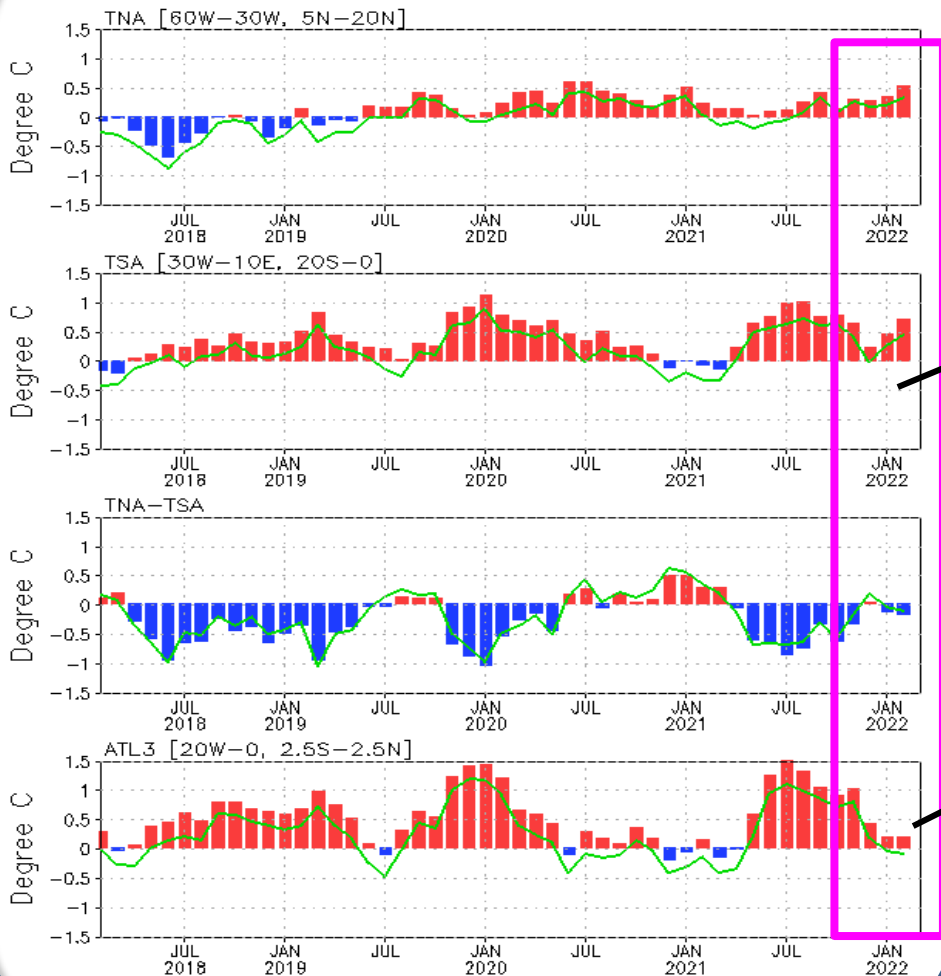 TNA [60W-30W, 5N-20N]
Degree C
1.5
1
0.5
0
-0.5
-1
-1.5
JUL JAN JUL JAN JUL JAN JUL JAN
2018 2019 2020 2021 2022
TSA [30W-10E, 20S-0]
Degree C
1.5
1
0.5
0
-0.5
-1
-1.5
JUL JAN JUL JAN JUL JAN JUL JAN
2018 2019 2020 2021 2022
TNA-TSA
Degree C
1.5
1
0.5
0
-0.5
-1
-1.5
JUL JAN JUL JAN JUL JAN JUL JAN
2018 2019 2020 2021 2022
ATL3 [20W-0, 2.5S-2.5N]
Degree C
1.5
1
0.5
0
-0.5
-1
-1.5
JUL JAN JUL JAN JUL JAN JUL JAN
2018 2019 2020 2021 2022